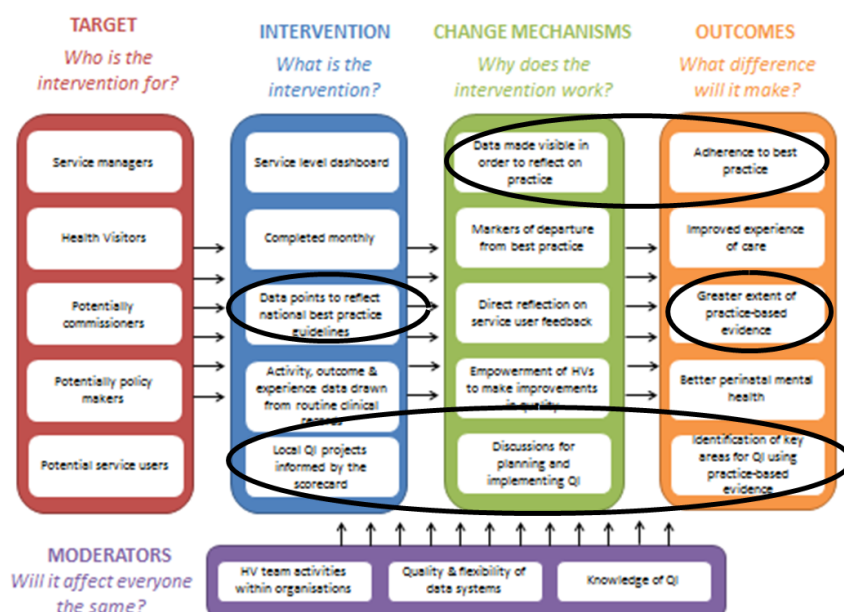 TARGET
Who is the
intervention for?
Service managers
Health Visitors
Potentially
commissioners
Potentially policy
makers
Potential service users
INTERVENTION
What is the
intervention?
Service level dashboard
Completed monthly
Data points to reflect
national best practice
guidelines
Activity, outcome &
experience data drawn
from routine clinical
records
Local QI projects
informed by the
scorecard
CHANGE MECHANISMS
Why does the
intervention work?
Data made visible in
order to reflect on
practice
Markers of departure
from best practice
Direct reflection on
service user feedback
Empowerment of HVs
to make improvements
in quality
Discussions for
planning and
implementing QI
OUTCOMES
What difference
will it make?
Adherence to best
practice
Improved experience
of care
Greater extent of
practice-based
evidence
Better perinatal mental
health
Identification of key
areas for QI using
practice-based
evidence
MODERATORS
Will it affect everyone
the same?
HV team activities
within organisations
Quality & flexibility of
data systems
Knowledge of QI